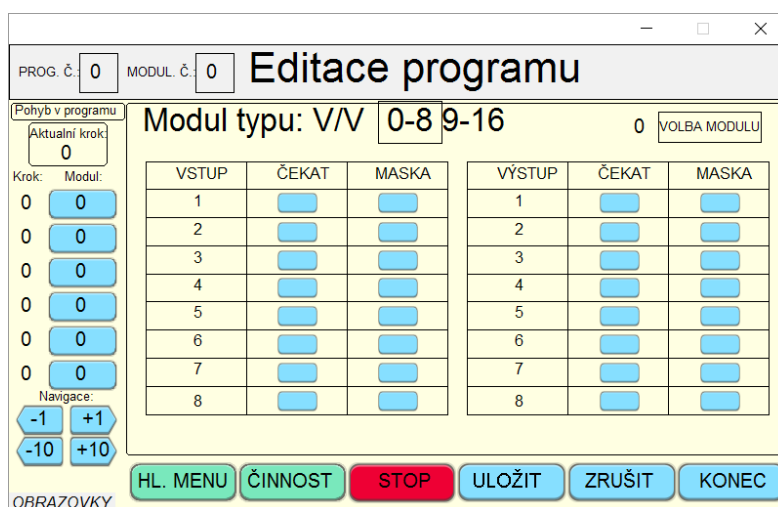 PROG. Č.: 0 MODUL. Č.: 0 Editace programu
Pohyb v programu
Aktualní krok:
0
Krok: Modul:
0 0
0 0
0 0
0 0
0 0
0 0
Navigace:
-1 +1
-10 +10
OBRAZOVKY
Modul typu: V/V 0-8 9-16 0 VOLBA MODULU
VSTUP ČEKAT MASKA VÝSTUP ČEKAT MASKA
1 1
2 2
3 3
4 4
5 5
6 6
7 7
8 8
HL. MENU ČINNOST STOP ULOŽIT ZRUŠIT KONEC